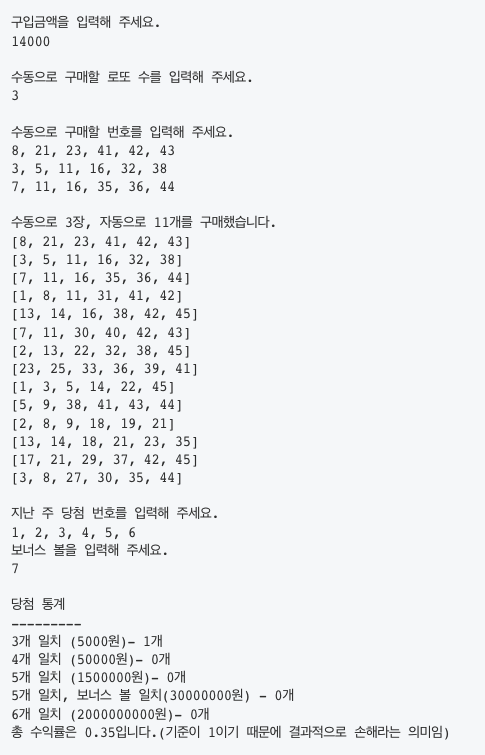 구입금액을 입력해 주세요.
14000
수동으로 구매할 로또 수를 입력해 주세요.
3
수동으로 구매할 번호를 입력해 주세요.
8, 21, 23, 41, 42, 43
3, 5, 11, 16, 32, 38
7, 11, 16, 35, 36, 44
수동으로 3장, 자동으로 11개를 구매했습니다.
[8, 21, 23, 41, 42, 43]
[3, 5, 11, 16, 32, 38]
[7, 11, 16, 35, 36, 44]
[1, 8, 11, 31, 41, 42]
[13, 14, 16, 38, 42, 45]
[7, 11, 30, 40, 42, 43]
[2, 13, 22, 32, 38, 45]
[23, 25, 33, 36, 39, 41]
[1, 3, 5, 14, 22, 45]
[5, 9, 38, 41, 43, 44]
[2, 8, 9, 18, 19, 21]
[13, 14, 18, 21, 23, 35]
[17, 21, 29, 37, 42, 45]
[3, 8, 27, 30, 35, 44]
지난 주 당첨 번호를 입력해 주세요.
1, 2, 3, 4, 5, 6
보너스 볼을 입력해 주세요.
7
당첨 통계
---------
3개 일치 (5000원)- 1개
4개 일치 (50000원)- 0개
5개 일치 (1500000원)- 0개
5개 일치, 보너스 볼 일치(30000000원) - 0개
6개 일치 (2000000000원)- 0개
총 수익률은 0.35입니다.(기준이 1이기 때문에 결과적으로 손해라는 의미임)